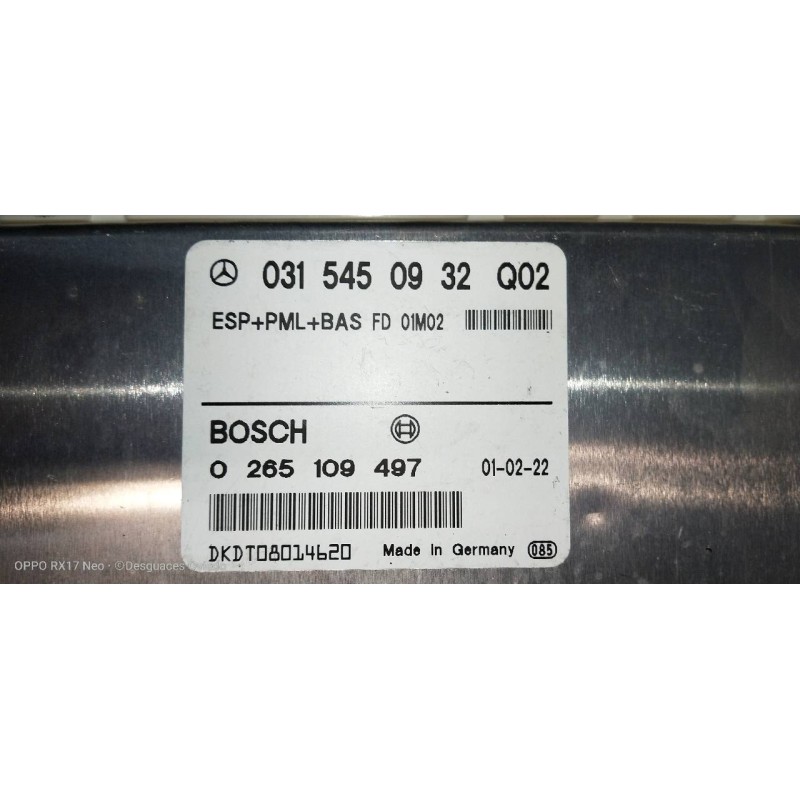 031 545 09 32 Q02
ESP+PML+BAS FD 01M02
BOSCH
0 265 109 497 01-02-22
DKDT08014620 Made in Germany 085
OPPO RX17 Neo · ©Desguaces